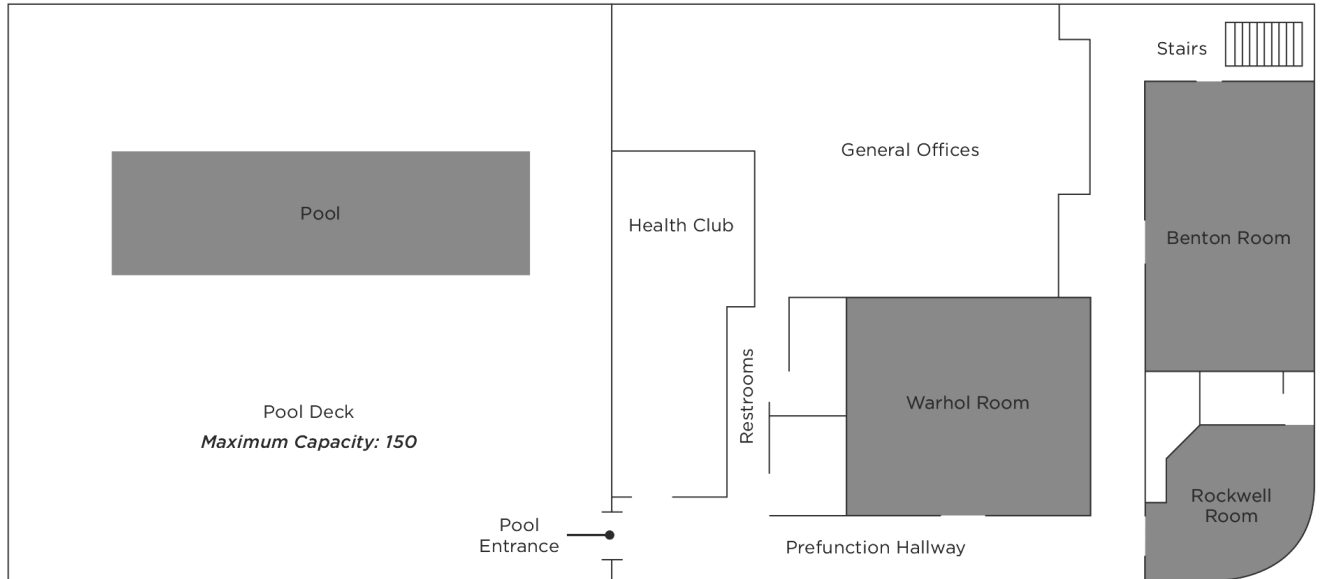 Stairs
General Offices
Pool
Health Club
Benton Room
Restrooms
Warhol Room
Pool Deck
Maximum Capacity: 150
Rockwell
Room
Pool
Entrance
Prefunction Hallway